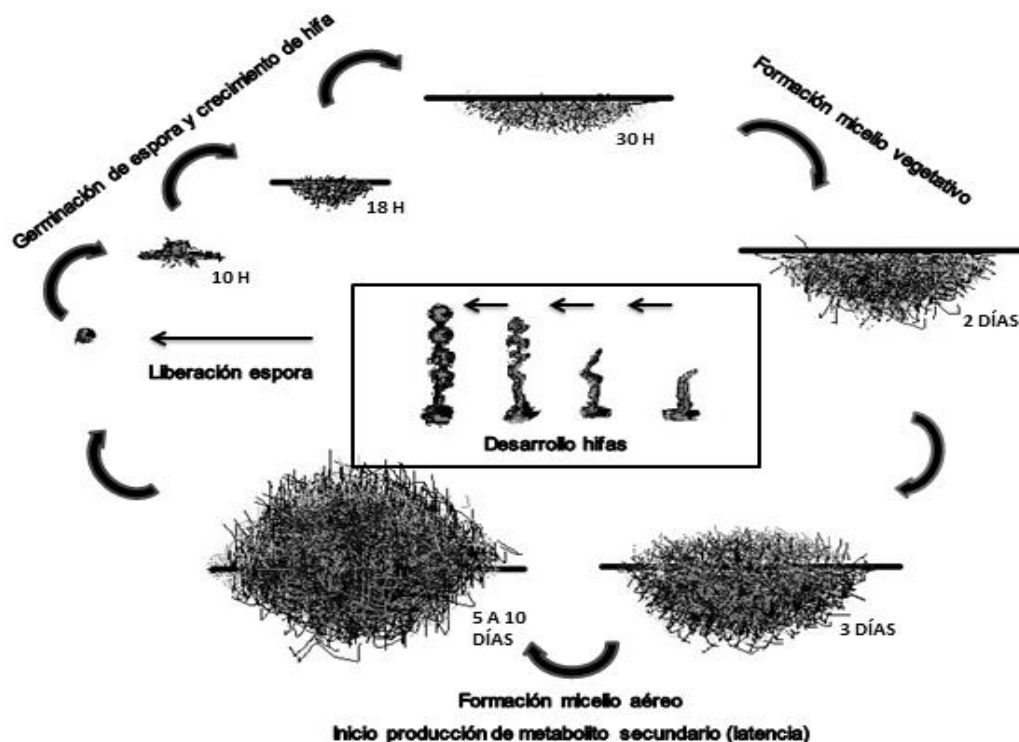 Germinación de espora y crecimiento de hifa
Formación micelio vegetativo
30 H
18 H
10 H
2 DÍAS
Liberación espora
Desarrollo hifas
5 A 10
DÍAS
3 DÍAS
Formación micelio aéreo
Inicio producción de metabolito secundario (latencia)